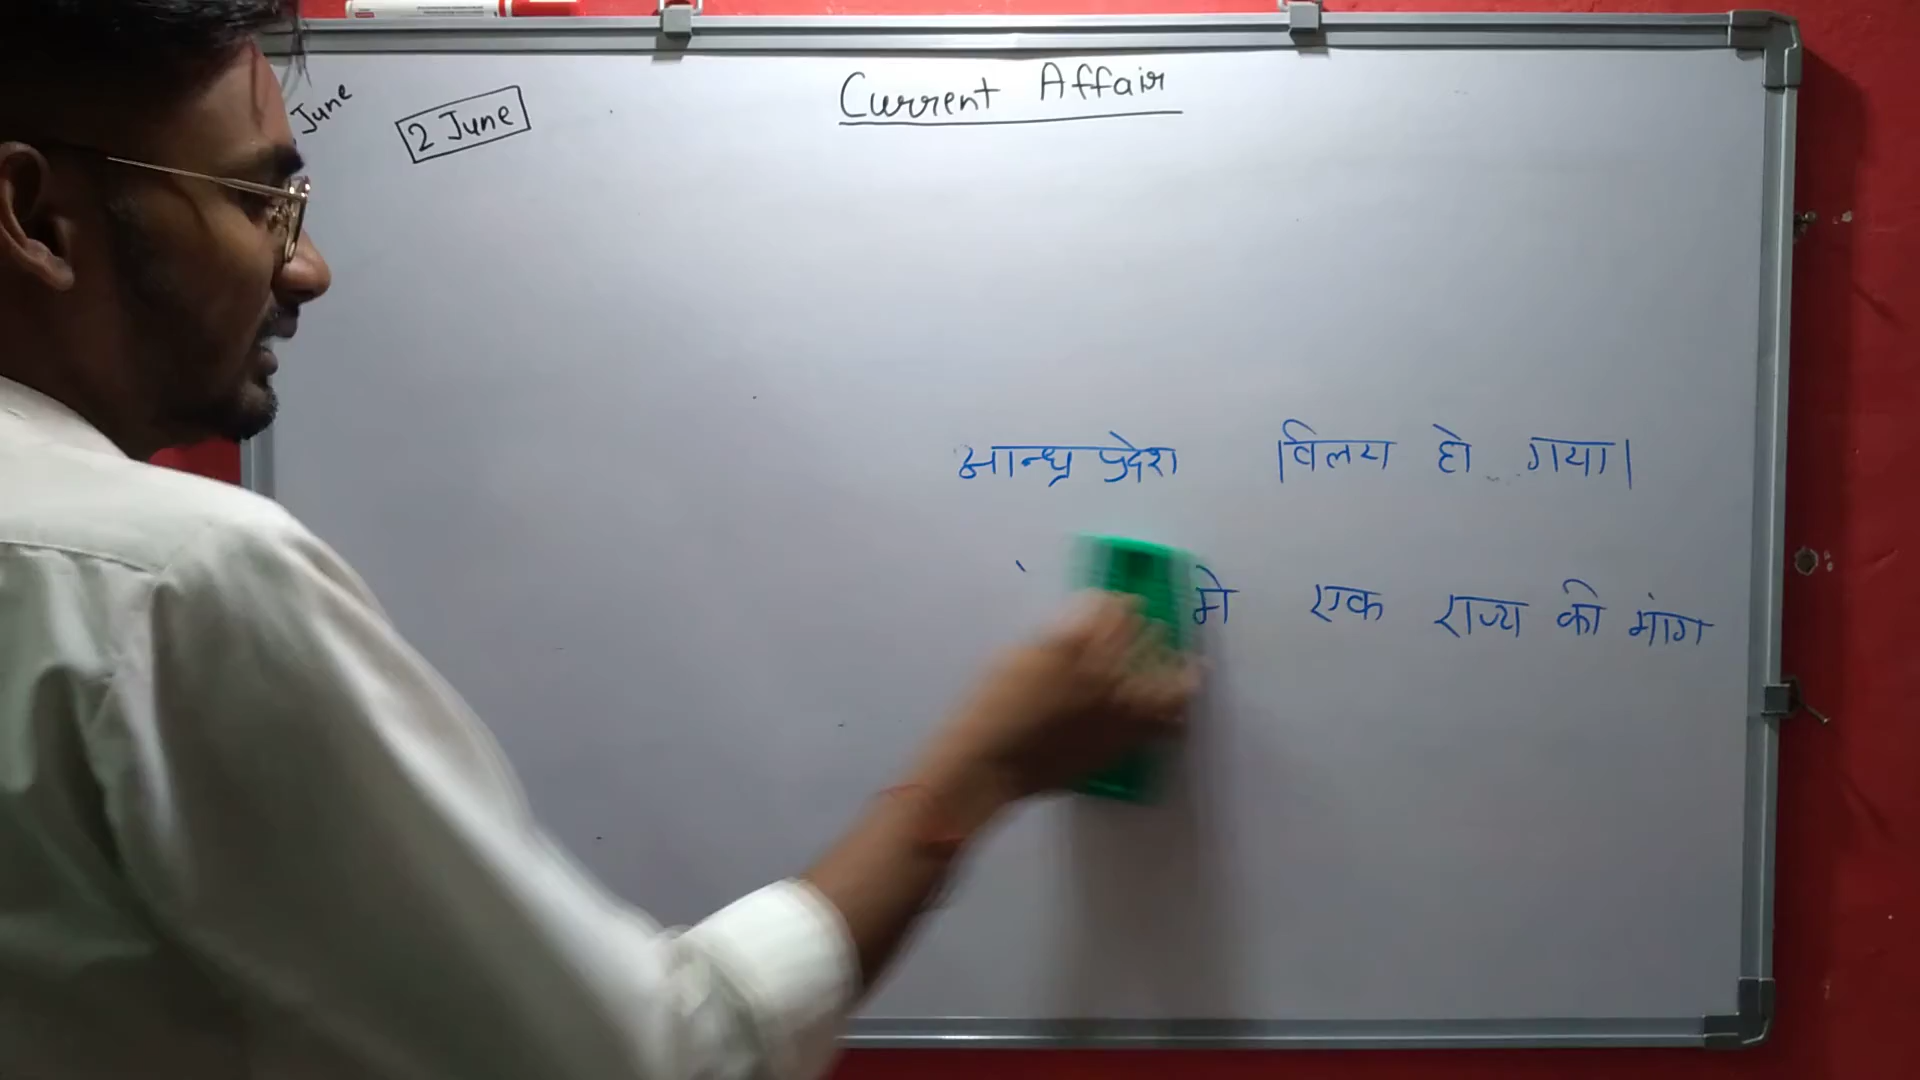 Current Affair
June
2 June
आन्ध्र प्रदेश विलय हो गया।
मे एक राज्य की मांग